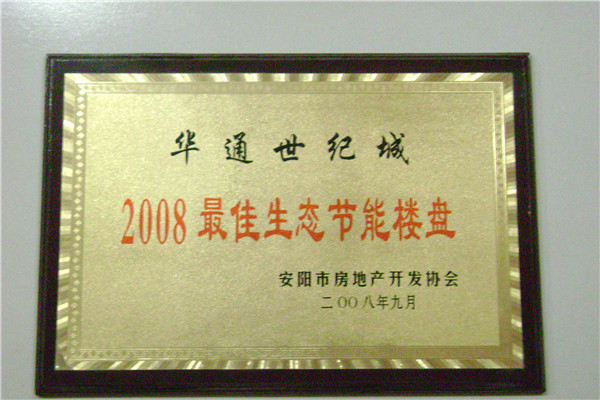 华通世纪城
2008最佳生态节能楼盘
安阳市房地产开发协会
二〇〇八年九月